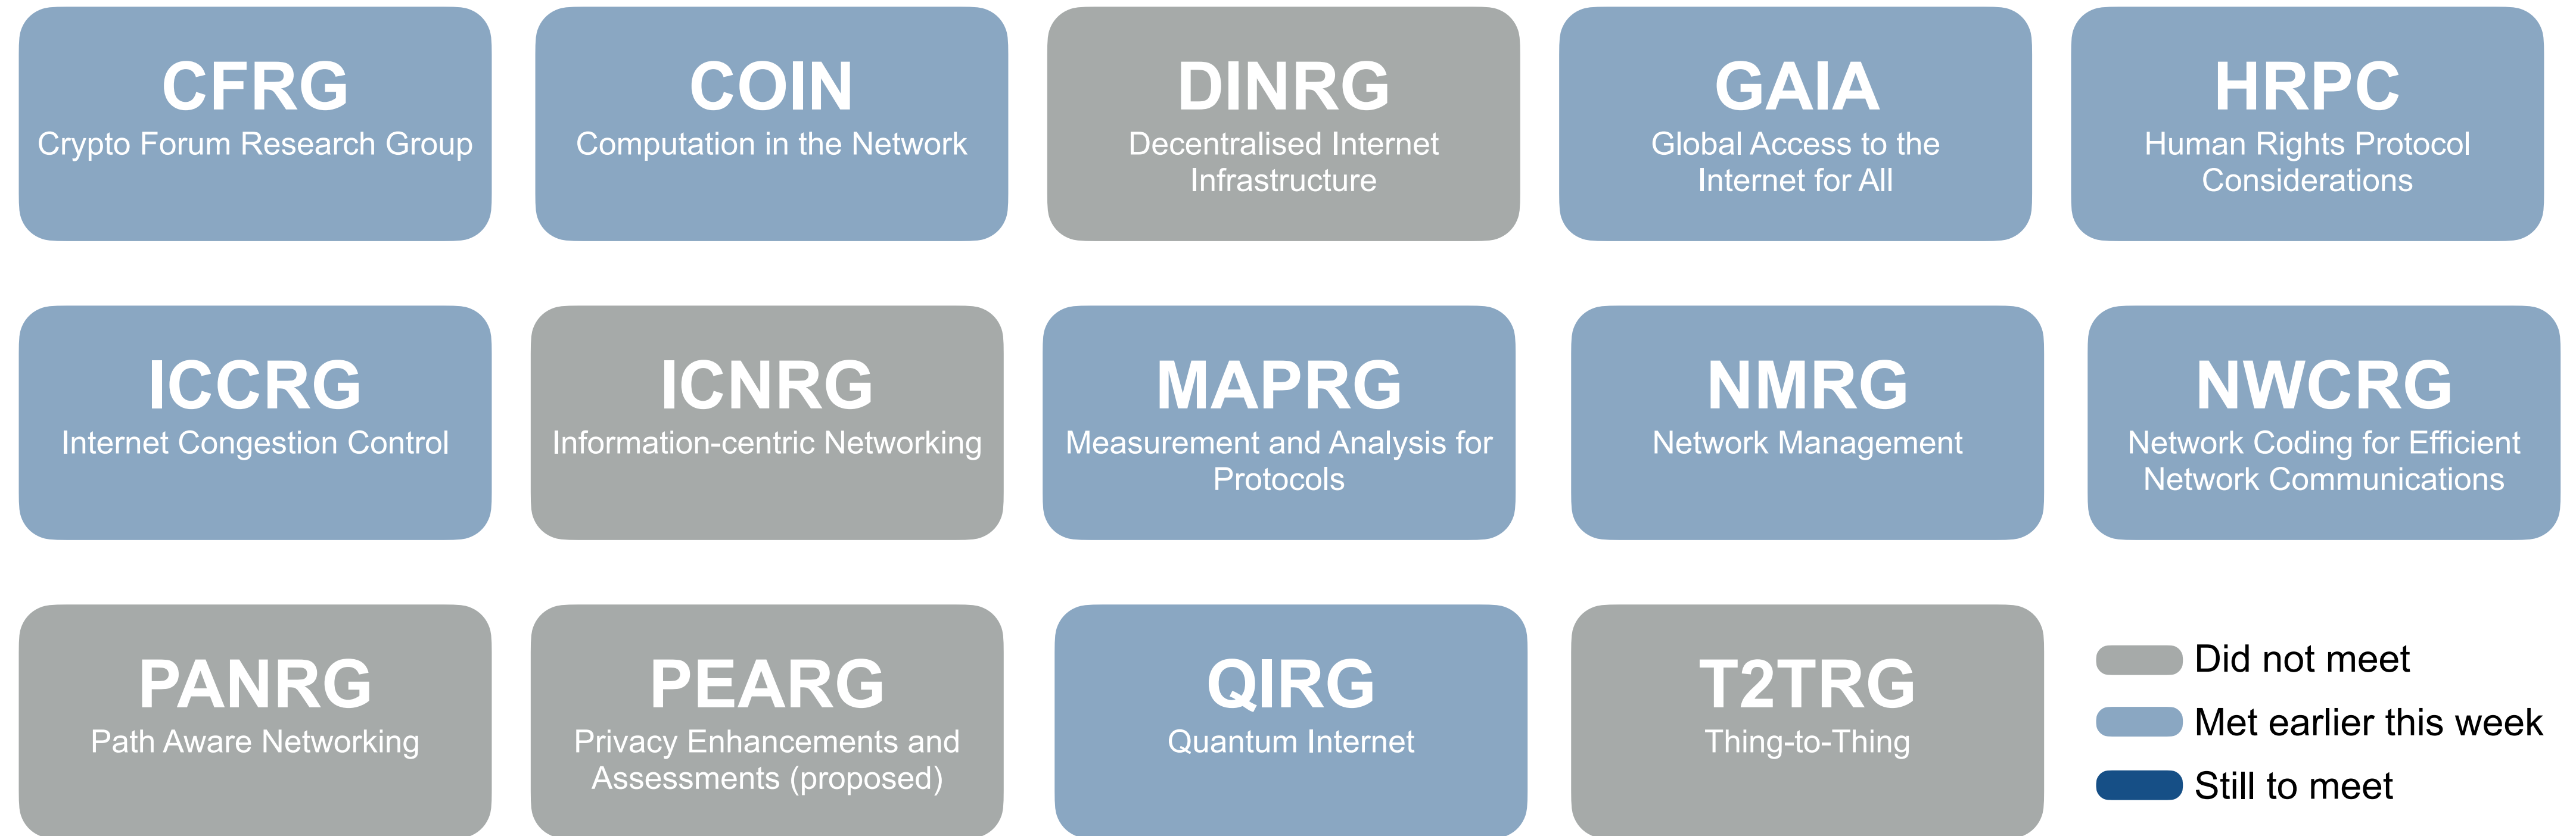 CFRG
Crypto Forum Research Group
COIN
Computation in the Network
DINRG
Decentralised Internet
Infrastructure
GAIA
Global Access to the
Internet for All
HRPC
Human Rights Protocol
Considerations
ICCRG
Internet Congestion Control
ICNRG
Information-centric Networking
MAPRG
Measurement and Analysis for
Protocols
NMRG
Network Management
NWCRG
Network Coding for Efficient
Network Communications
PANRG
Path Aware Networking
PEARG
Privacy Enhancements and
Assessments (proposed)
QIRG
Quantum Internet
T2TRG
Thing-to-Thing
Did not meet
Met earlier this week
Still to meet